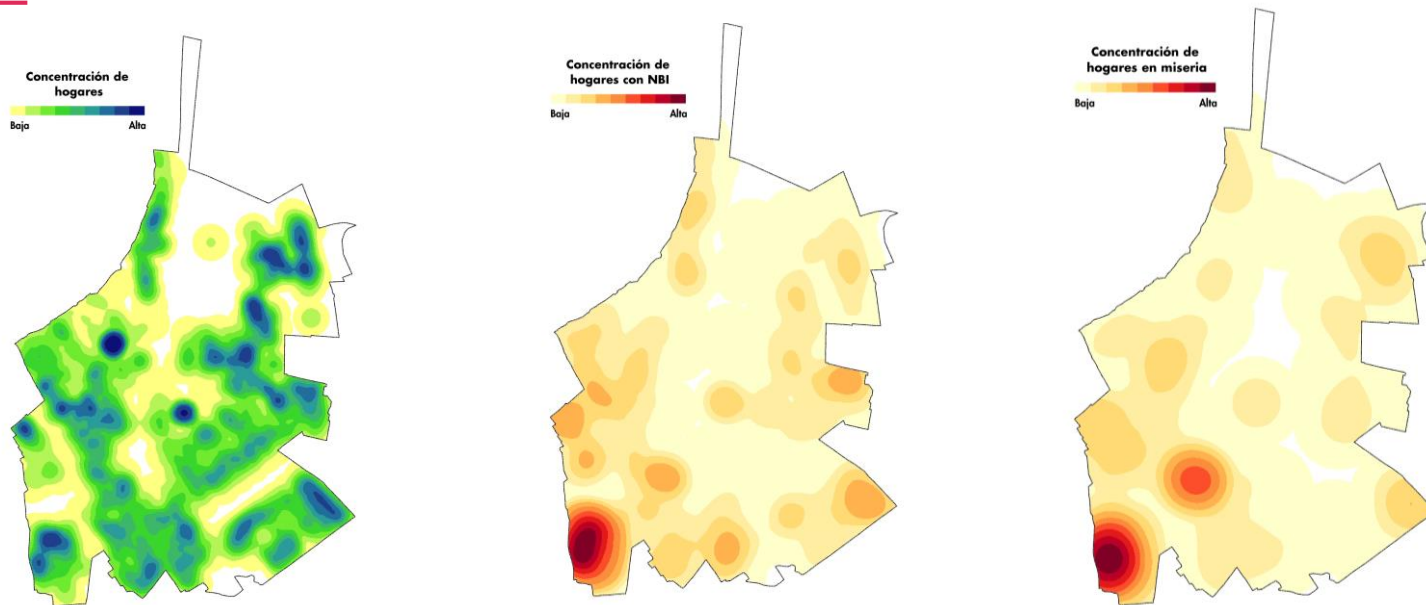 Concentración de
hogares
Baja
Alta
Concentración de
hogares con NBI
Baja
Alta
Concentración de
hogares en miseria
Baja
Alta